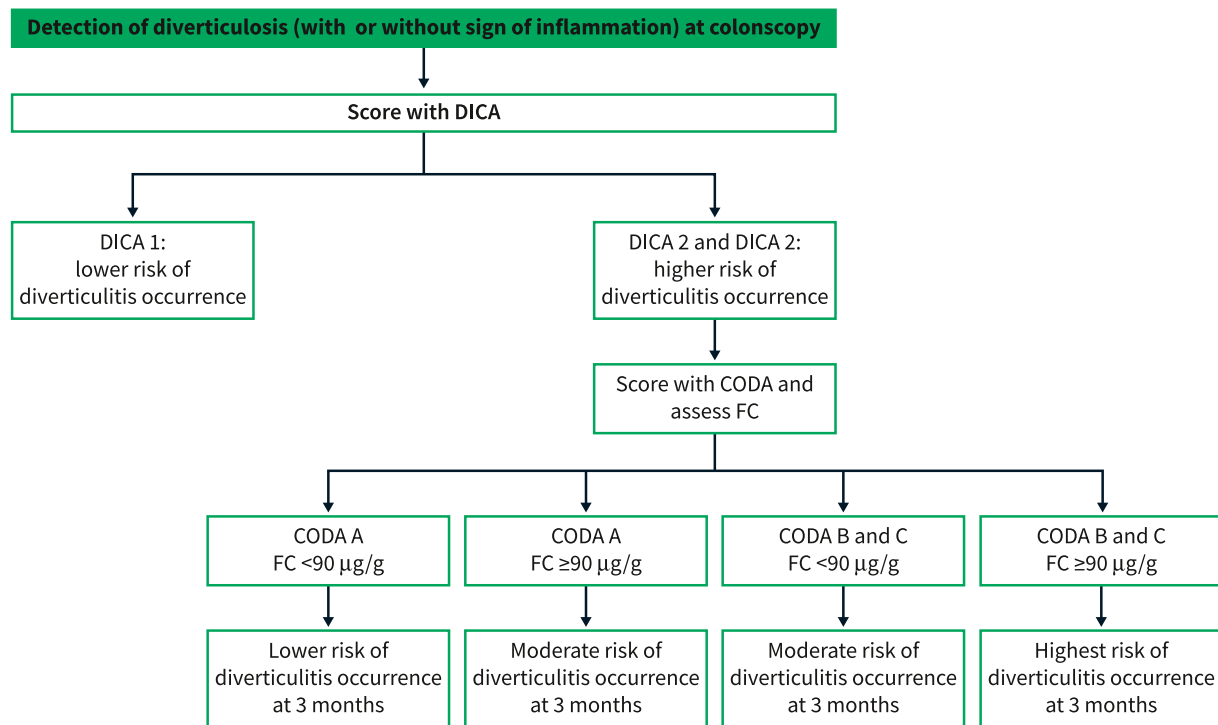 Detection of diverticulosis (with or without sign of inflammation) at colonscopy
Score with DICA
DICA 1:
lower risk of
diverticulitis occurrence
DICA 2 and DICA 2:
higher risk of
diverticulitis occurrence
Score with CODA and
assess FC
CODA A
FC <90 µg/g
CODA A
FC ≥90 µg/g
CODA B and C
FC <90 µg/g
CODA B and C
FC ≥90 µg/g
Lower risk of
diverticulitis occurrence
at 3 months
Moderate risk of
diverticulitis occurrence
at 3 months
Moderate risk of
diverticulitis occurrence
at 3 months
Highest risk of
diverticulitis occurrence
at 3 months